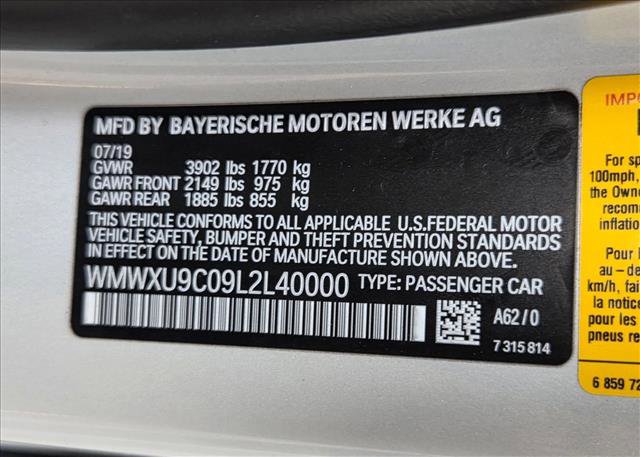 MFD BY BAYERISCHE MOTOREN WERKE AG
07/19
GVWR 3902 lbs 1770 kg
GAWR FRONT 2149 lbs 975 kg
GAWR REAR 1885 lbs 855 kg
THIS VEHICLE CONFORMS TO ALL APPLICABLE U.S.FEDERAL MOTOR
VEHICLE SAFETY, BUMPER AND THEFT PREVENTION STANDARDS
IN EFFECT ON THE DATE OF MANUFACTURE SHOWN ABOVE.
WMWXU9C09L2L40000 TYPE: PASSENGER CAR
A62/0
7 315 814
For sp
100mph,
the Owne
recomm
inflatio
Pour
au – de
km/h, fai
la notice
pour les
pneus re
6 859 72